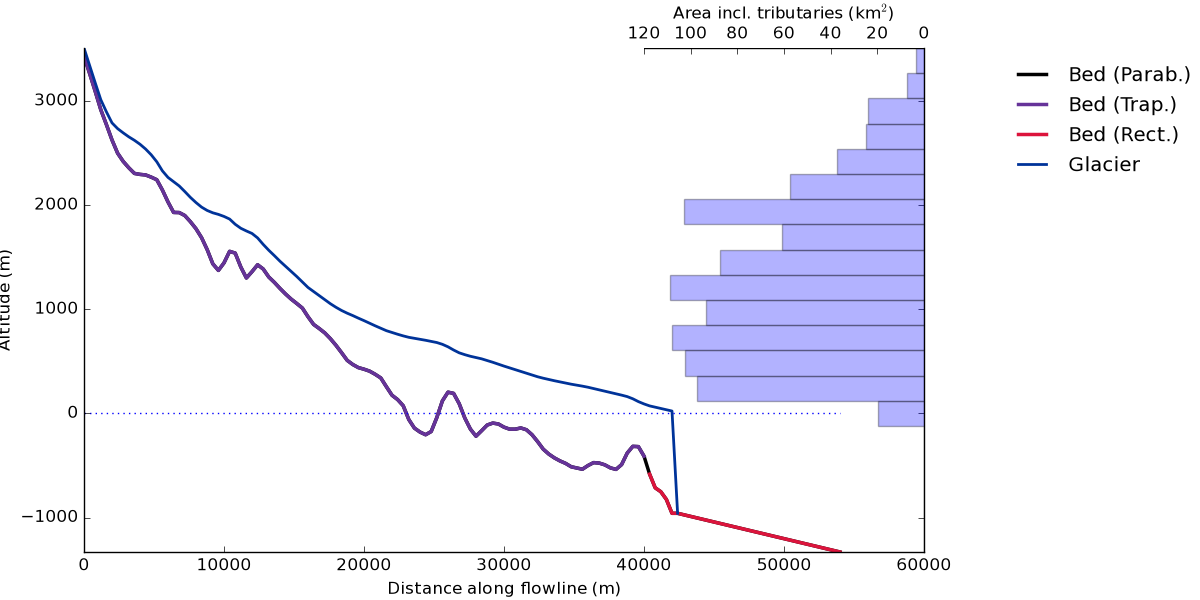 Area incl. tributaries (km²)
120 100 80 60 40 20 0
Bed (Parab.)
Bed (Trap.)
Bed (Rect.)
Glacier
3000
2000
1000
0
−1000
Altitude (m)
0 10000 20000 30000 40000 50000 60000
Distance along flowline (m)